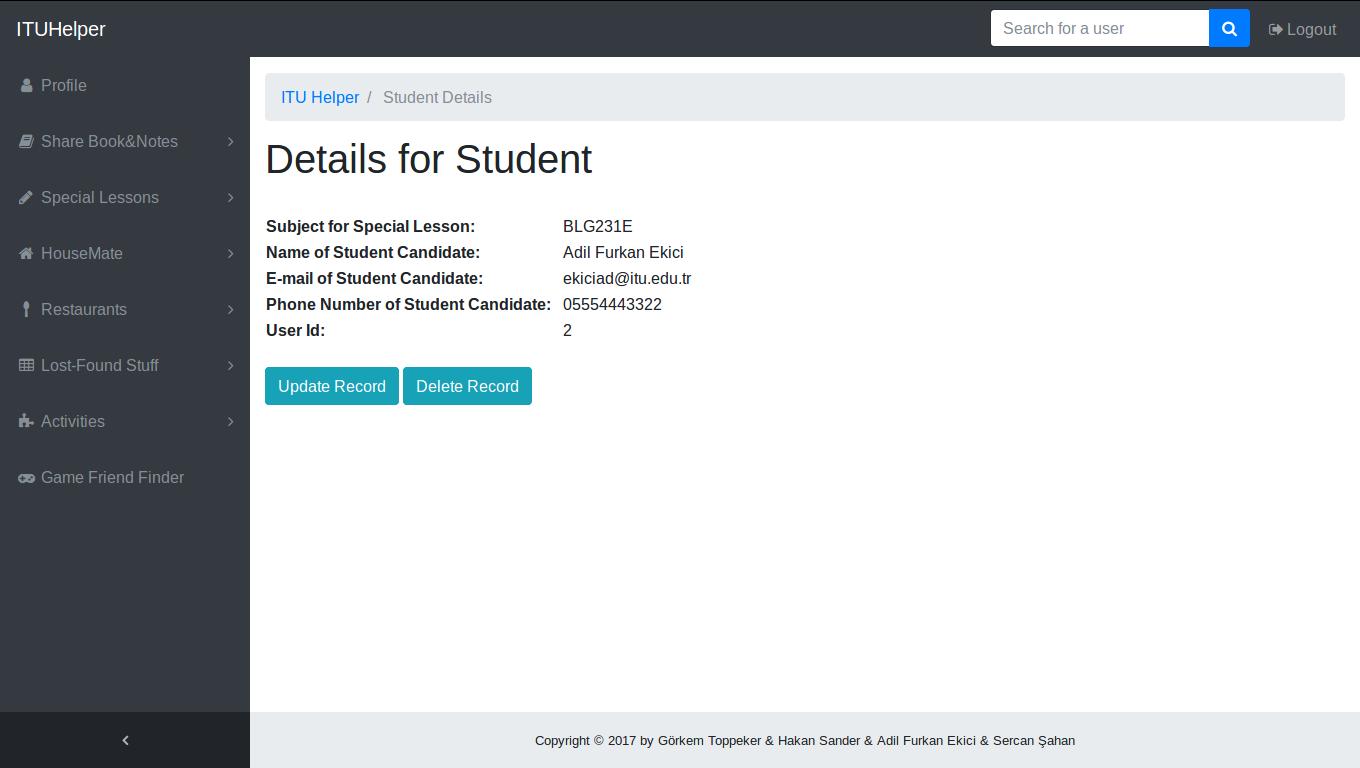 ITUHelper
Search for a user
Logout
Profile
Share Book&Notes
Special Lessons
HouseMate
Restaurants
Lost-Found Stuff
Activities
Game Friend Finder
ITU Helper / Student Details
Details for Student
Subject for Special Lesson: BLG231E
Name of Student Candidate: Adil Furkan Ekici
E-mail of Student Candidate: ekiciad@itu.edu.tr
Phone Number of Student Candidate: 05554443322
User Id: 2
Update Record Delete Record
Copyright © 2017 by Görkem Toppeker & Hakan Sander & Adil Furkan Ekici & Sercan Şahan